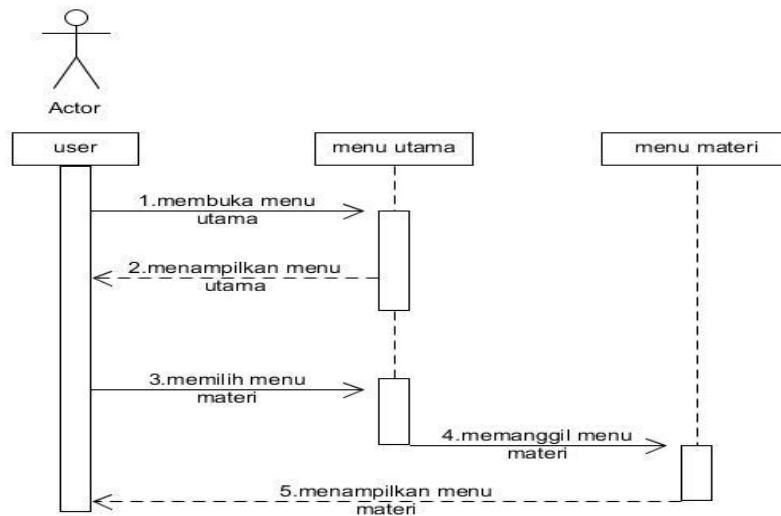 Actor
user
menu utama
menu materi
1.membuka menu
utama
2.menampilkan menu
utama
3.memilih menu
materi
4.memanggil menu
materi
5.menampilkan menu
materi